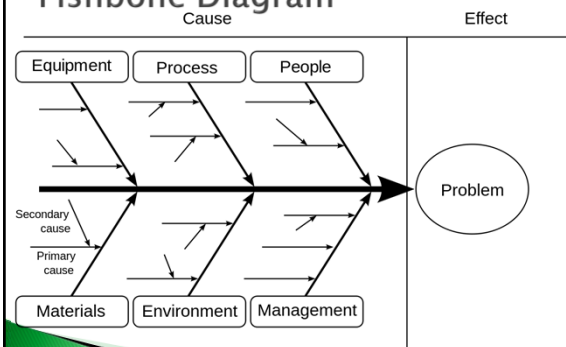 Fishbone Diagram
Cause
Effect
Equipment
Process
People
Problem
Secondary
cause
Primary
cause
Materials
Environment
Management